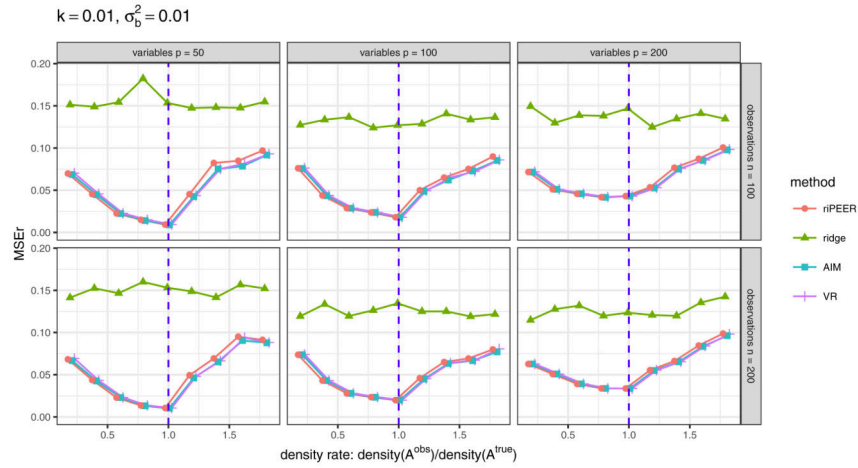 k = 0.01, σ_b^2 = 0.01
variables p = 50
variables p = 100
variables p = 200
0.20
0.15
0.10
0.05
0.00
observations n = 100
0.20
0.15
0.10
0.05
0.00
observations n = 200
MSEr
0.5 1.0 1.5
0.5 1.0 1.5
0.5 1.0 1.5
density rate: density(A^obs)/density(A^true)
method
riPEER
ridge
AIM
VR